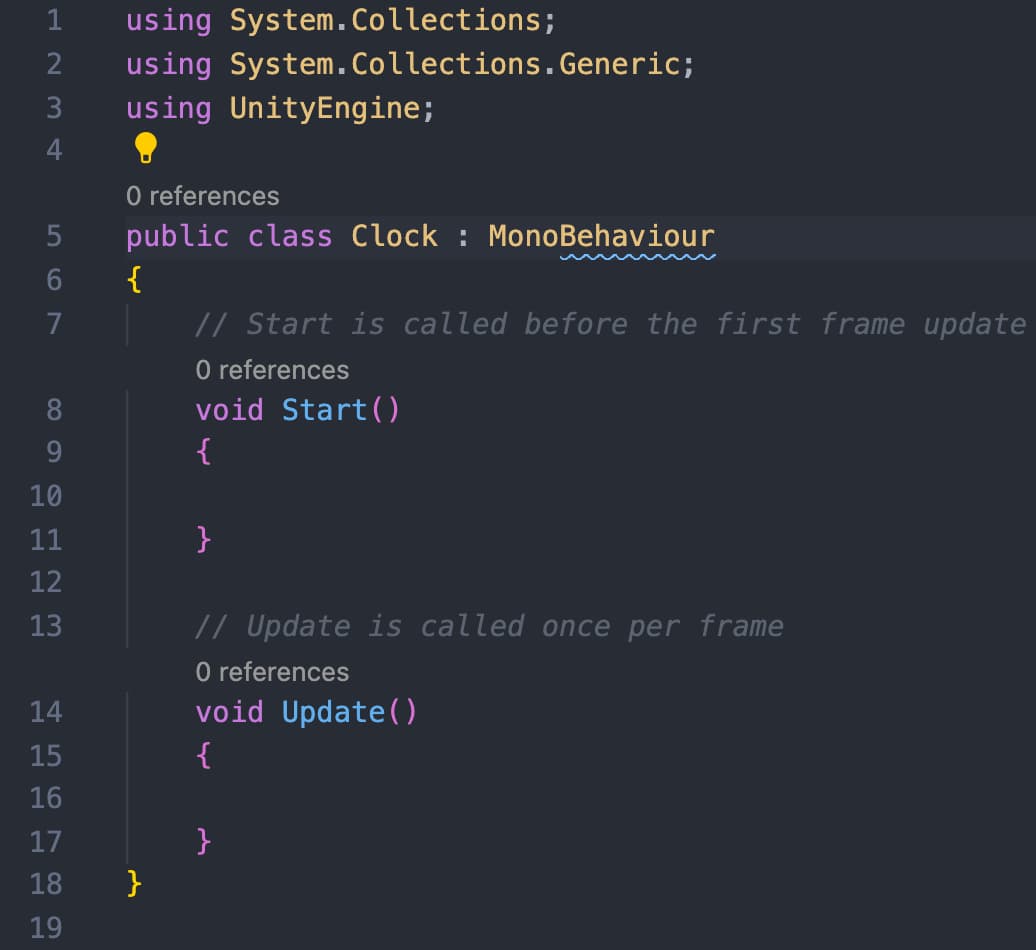 1 using System.Collections;
2 using System.Collections.Generic;
3 using UnityEngine;
4
0 references
5 public class Clock : MonoBehaviour
6 {
7 // Start is called before the first frame update
0 references
8 void Start()
9 {
10
11 }
12
13 // Update is called once per frame
0 references
14 void Update()
15 {
16
17 }
18 }
19